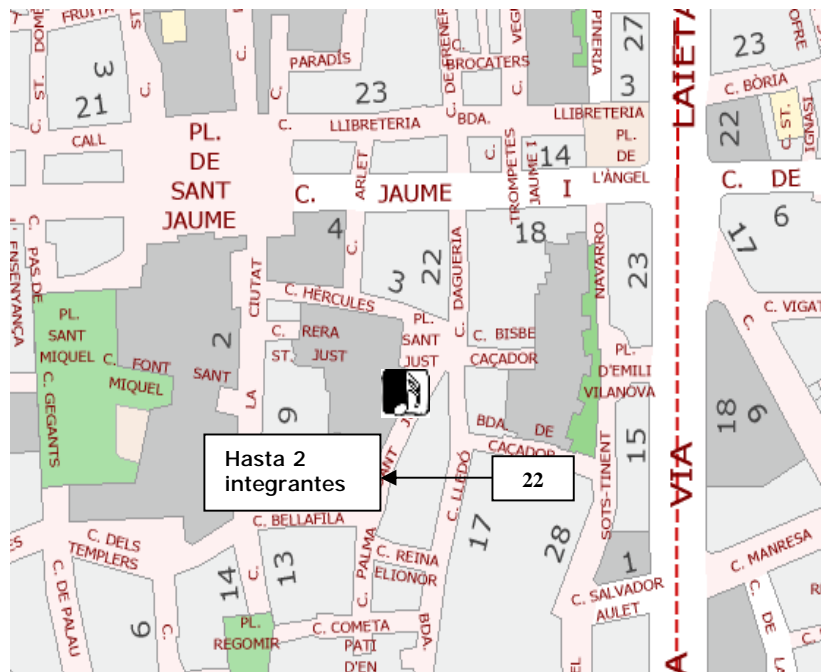 FRUITA
C. ST. DOMÈ
ST.
C.
C.
C.
PARADÍS
C. DE FRENER
C.
BROCATERS
VEG
PINERIA
27
3
LAIETA
23
OFRE
C. BÒRIA
3
21
CALL
23
C. LLIBRETERIA
BDA.
LLIBRETERIA
PL.
DE
L'ÀNGEL
22
C. ST.
IGNASI
PL.
DE
SANT
JAUME
ARLET
C.
TROMPETES
JAUME I
14
C. JAUME I
C. DE
6
17
C. PAS DE
ENSENYANÇA
4
C.
3
22
C. DAGUERIA
18
NAVARRO
23
C. HÈRCULES
CIUTAT
C. VIGAT
C.
PL.
SANT
MIQUEL
C. FONT SANT
MIQUEL
2
C. RERA
ST. JUST
PL.
SANT
JUST
C. BISBE
CAÇADOR
PL.
D'EMILI
VILANOVA
C. GEGANTS
LA
9
BDA. DE
CAÇADOR
18
6
15
Hasta 2
integrantes
22
SOTS-TINENT
VIA
C. LLEDÓ
17
28
C. BELLAFILA
C. DELS
TEMPLERS
C. PALMA
SANT J
C. REINA
ELIONOR
13
14
C.
1
C. MANRESA
C. SALVADOR
AULET
C. DE PALAU
6
C.
PL.
REGOMIR
C. COMETA
PATI
D'EN
BDA.
C. DE LA
A